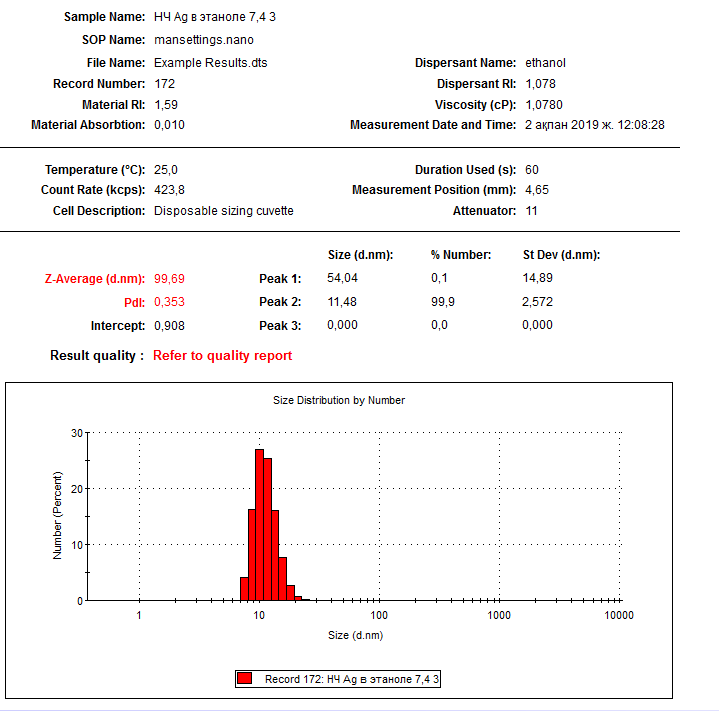 Sample Name: НЧ Ag в этаноле 7,4 3
SOP Name: mansettings.nano
File Name: Example Results.dts Dispersant Name: ethanol
Record Number: 172 Dispersant RI: 1,078
Material RI: 1,59 Viscosity (cP): 1,0780
Material Absorbtion: 0,010 Measurement Date and Time: 2 ақпан 2019 ж. 12:08:28
Temperature (°C): 25,0 Duration Used (s): 60
Count Rate (kcps): 423,8 Measurement Position (mm): 4,65
Cell Description: Disposable sizing cuvette Attenuator: 11
Size (d.nm): % Number: St Dev (d.nm):
Z-Average (d.nm): 99,69 Peak 1: 54,04 0,1 14,89
PdI: 0,353 Peak 2: 11,48 99,9 2,572
Intercept: 0,908 Peak 3: 0,000 0,0 0,000
Result quality : Refer to quality report
Size Distribution by Number
Number (Percent)
30
20
10
0
1 10 100 1000 10000
Size (d.nm)
Record 172: НЧ Ag в этаноле 7,4 3